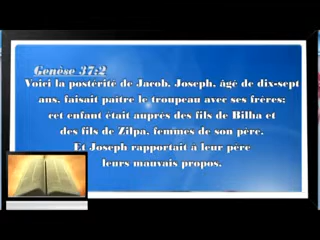 Genèse 37:2
Voici la postérité de Jacob. Joseph, âgé de dix-sept
ans, faisait paître le troupeau avec ses frères;
cet enfant était auprès des fils de Bilha et
des fils de Zilpa, femmes de son père.
Et Joseph rapportait à leur père
leurs mauvais propos.